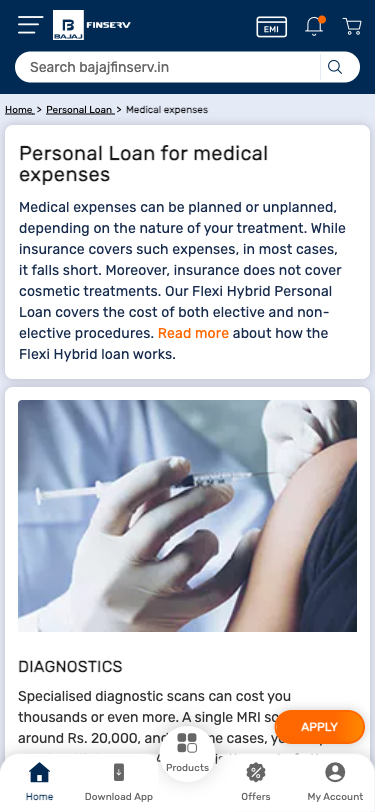 BAJAJ
FINSERV
EMI
Search bajajfinserv.in
Home > Personal Loan > Medical expenses
Personal Loan for medical
expenses
Medical expenses can be planned or unplanned,
depending on the nature of your treatment. While
insurance covers such expenses, in most cases,
it falls short. Moreover, insurance does not cover
cosmetic treatments. Our Flexi Hybrid Personal
Loan covers the cost of both elective and non-
elective procedures. Read more about how the
Flexi Hybrid loan works.
DIAGNOSTICS
Specialised diagnostic scans can cost you
thousands or even more. A single MRI
around Rs. 20,000, and cases,
APPLY
Home
Download App
Products
Offers
My Account